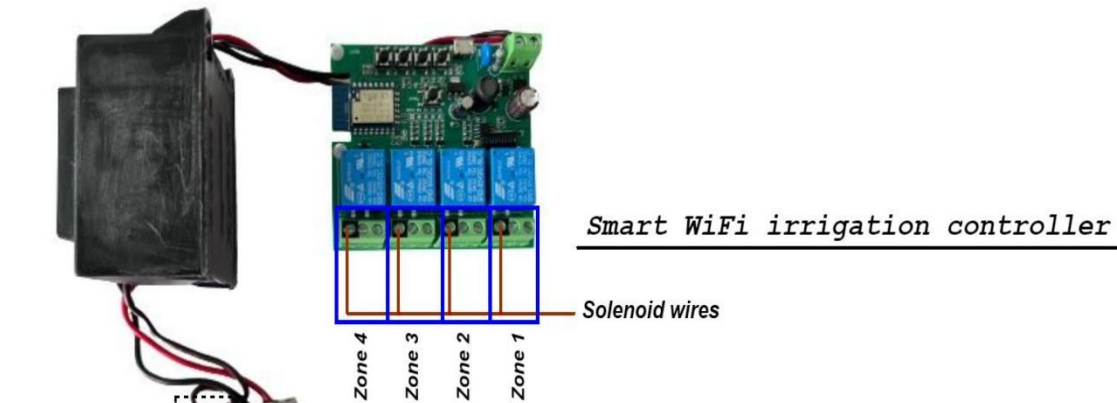 Smart WiFi irrigation controller
Solenoid wires
Zone 4
Zone 3
Zone 2
Zone 1